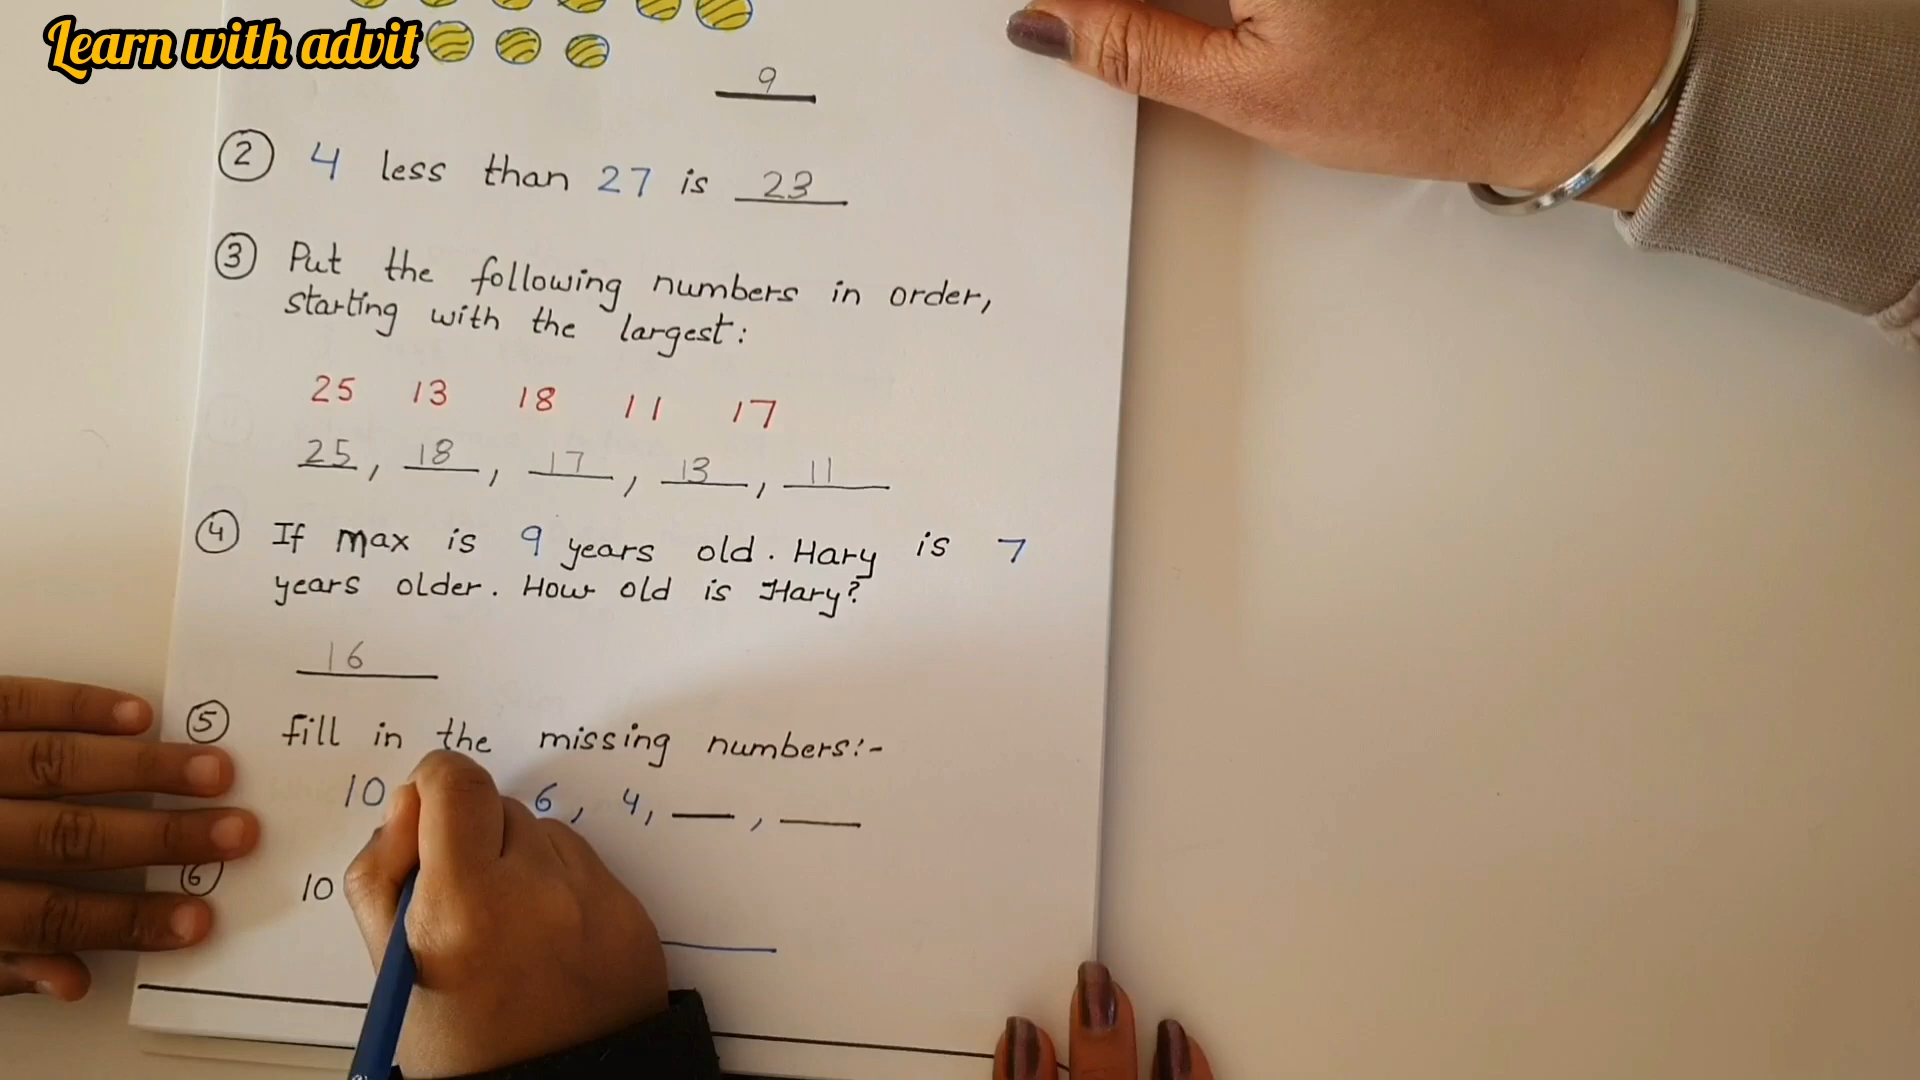 Learn with advit
9
2 4 less than 27 is 23
3 Put the following numbers in order,
starting with the largest:
25 13 18 11 17
25, 18, 17, 13, 11
4 If max is 9 years old. Hary is 7
years older. How old is Hary?
16
5 fill in the missing numbers:-
10 6, 4, __, __
6 10